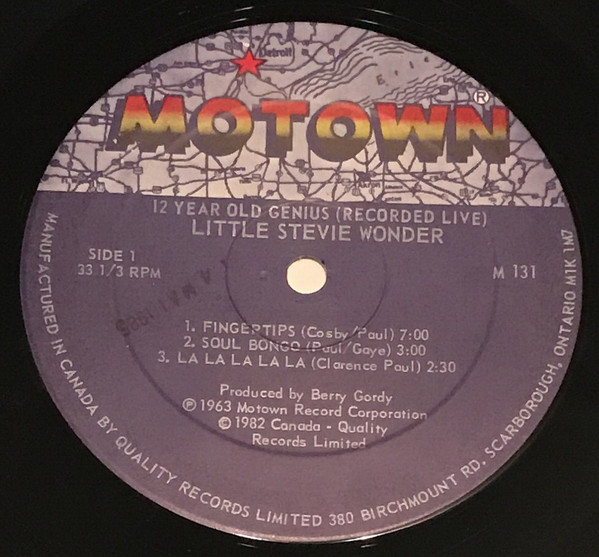 Detroit
Erie
MOTOWN®
Akron
12 YEAR OLD GENIUS (RECORDED LIVE)
LITTLE STEVIE WONDER
SIDE 1
33.1/3 RPM
M 131
1. FINGERTIPS (Cosby/Paul) 7:00
2. SOUL BONGO (Paul/Gaye) 3:00
3. LA LA LA LA LA (Clarence Paul) 2:30
Produced by Berry Gordy
℗ 1963 Motown Record Corporation
© 1982 Canada - Quality
Records Limited
MANUFACTURED IN CANADA BY QUALITY RECORDS LIMITED 380 BIRCHMOUNT RD. SCARBOROUGH, ONTARIO M1K 1M7